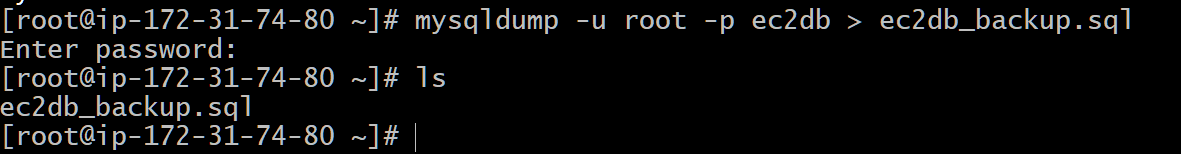 [root@ip-172-31-74-80 ~]# mysqldump -u root -p ec2db > ec2db_backup.sql
Enter password:
[root@ip-172-31-74-80 ~]# ls
ec2db_backup.sql
[root@ip-172-31-74-80 ~]#